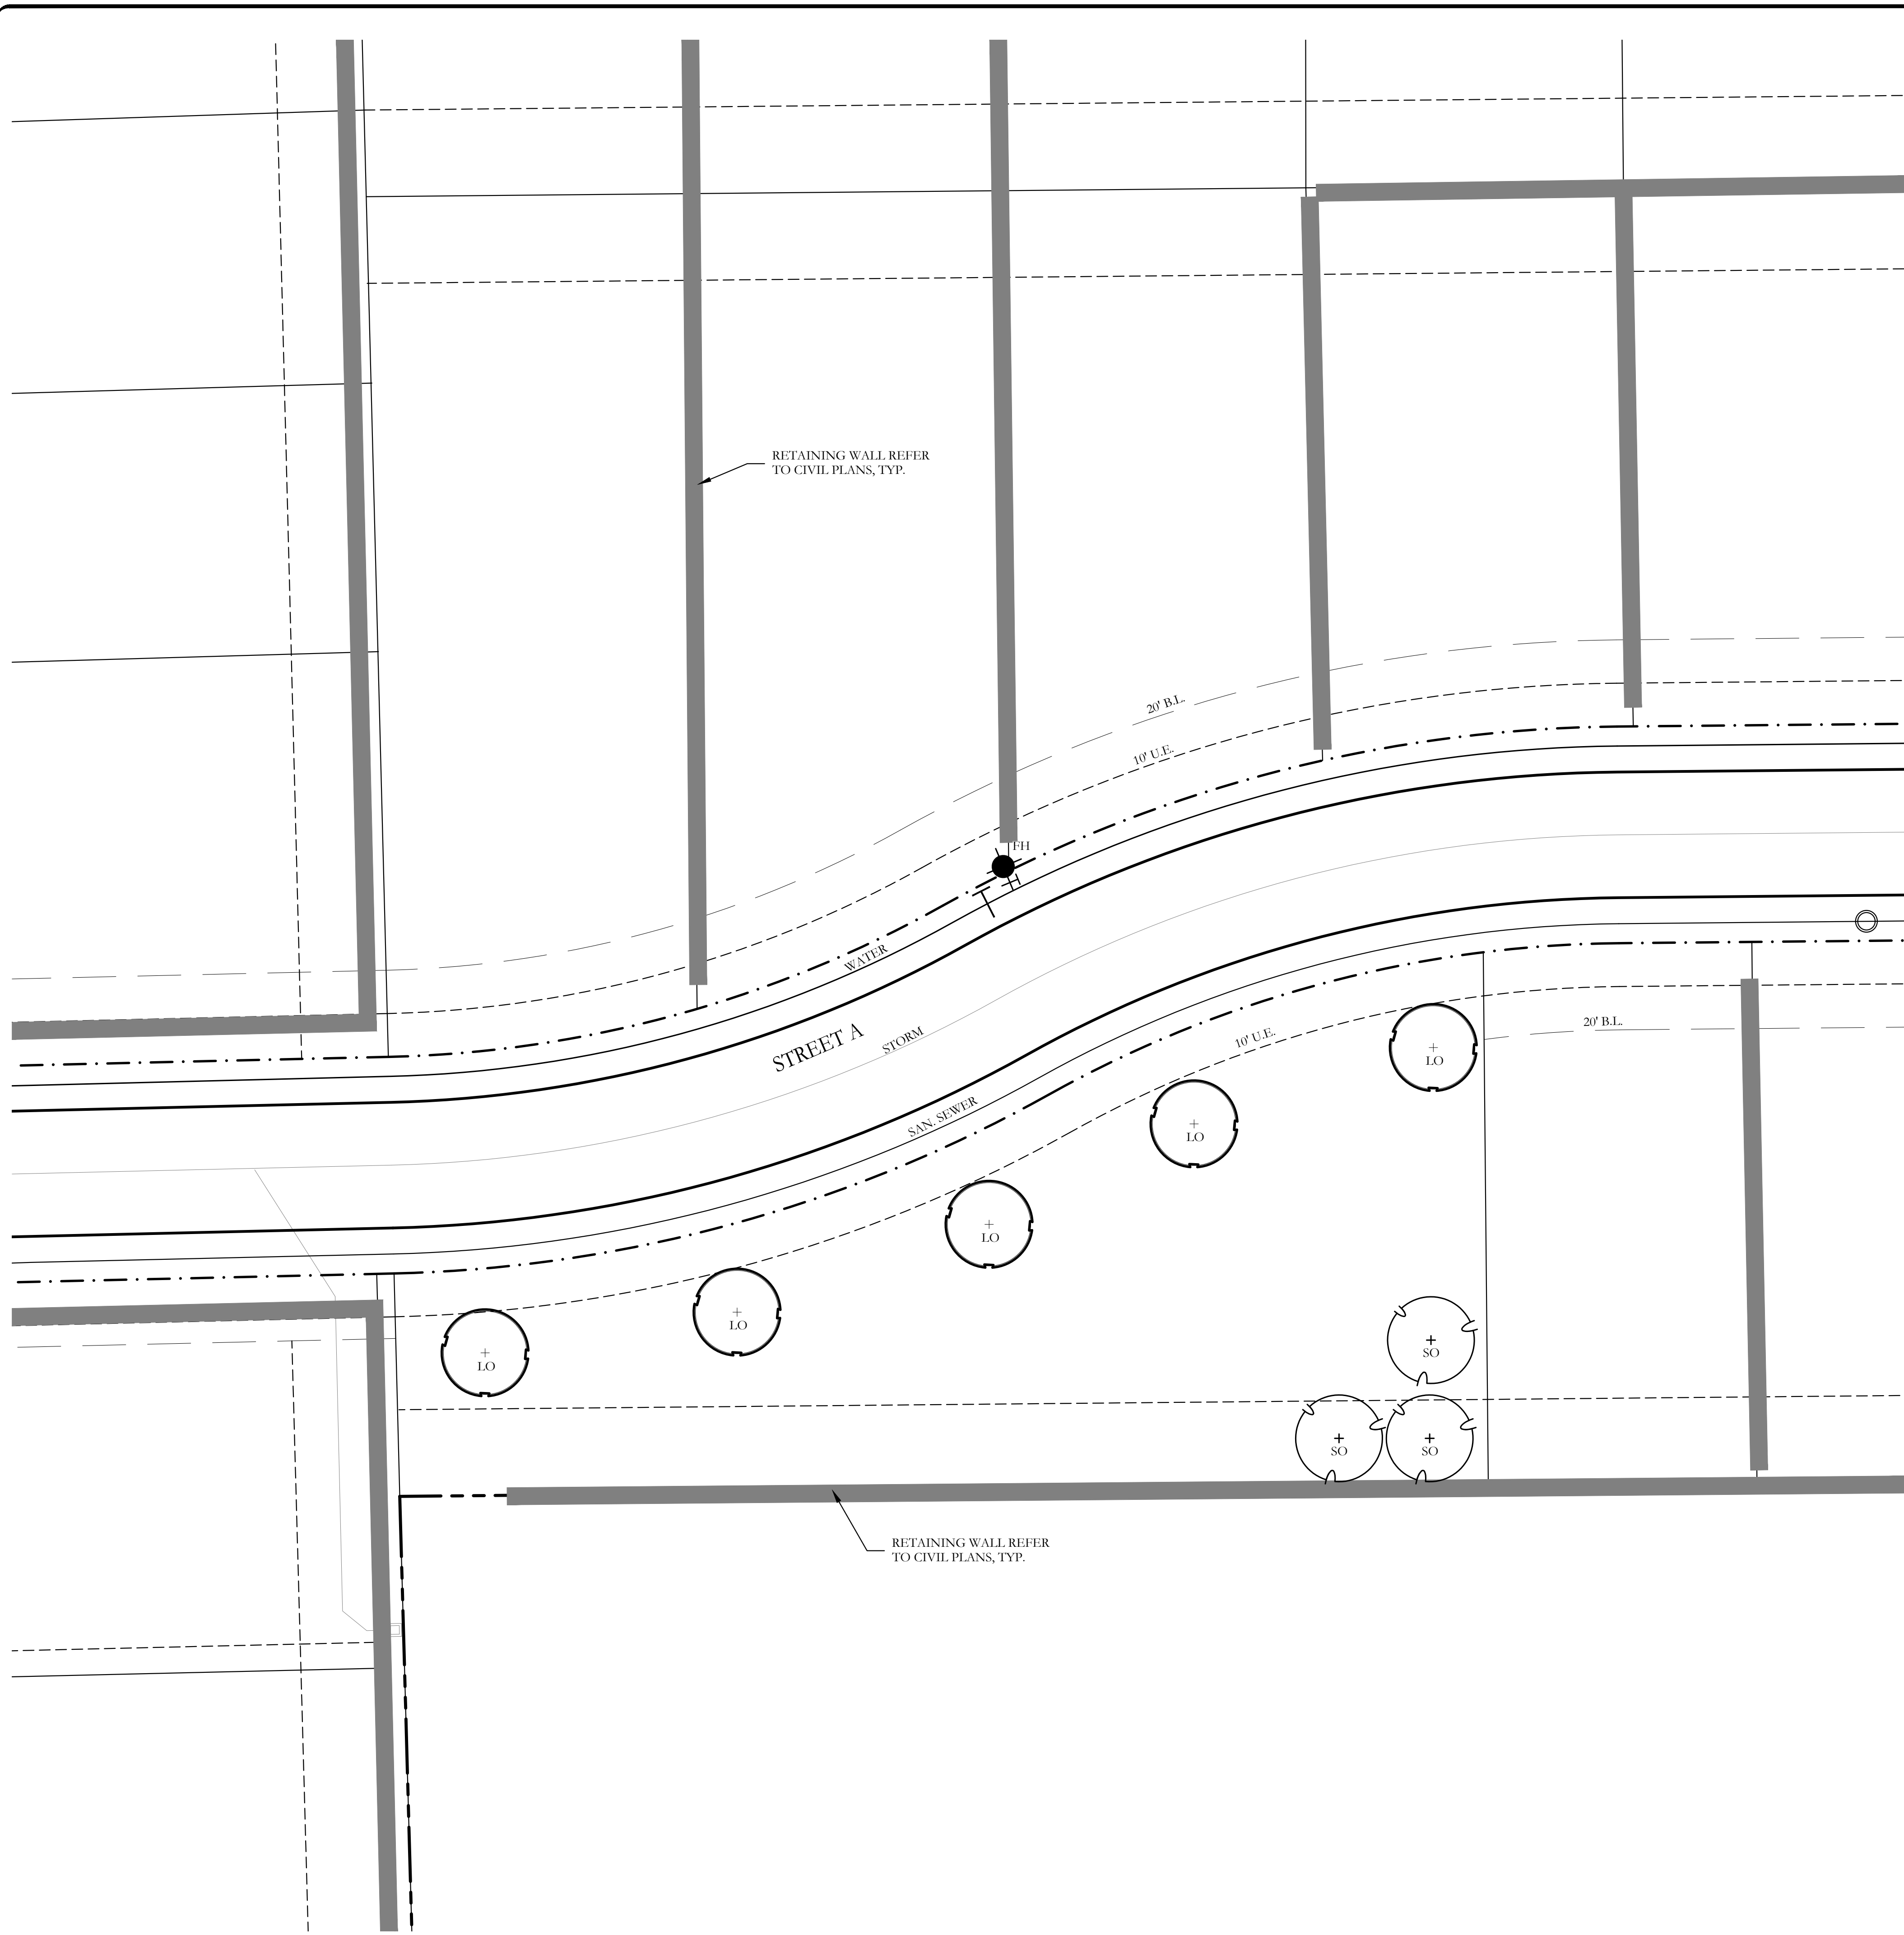 RETAINING WALL REFER
TO CIVIL PLANS, TYP.
20' B.L.
10' U.E.
FH
WATER
STREET A
STORM
SAN. SEWER
10' U.E.
20' B.L.
LO
LO
LO
LO
LO
SO
SO
SO
RETAINING WALL REFER
TO CIVIL PLANS, TYP.